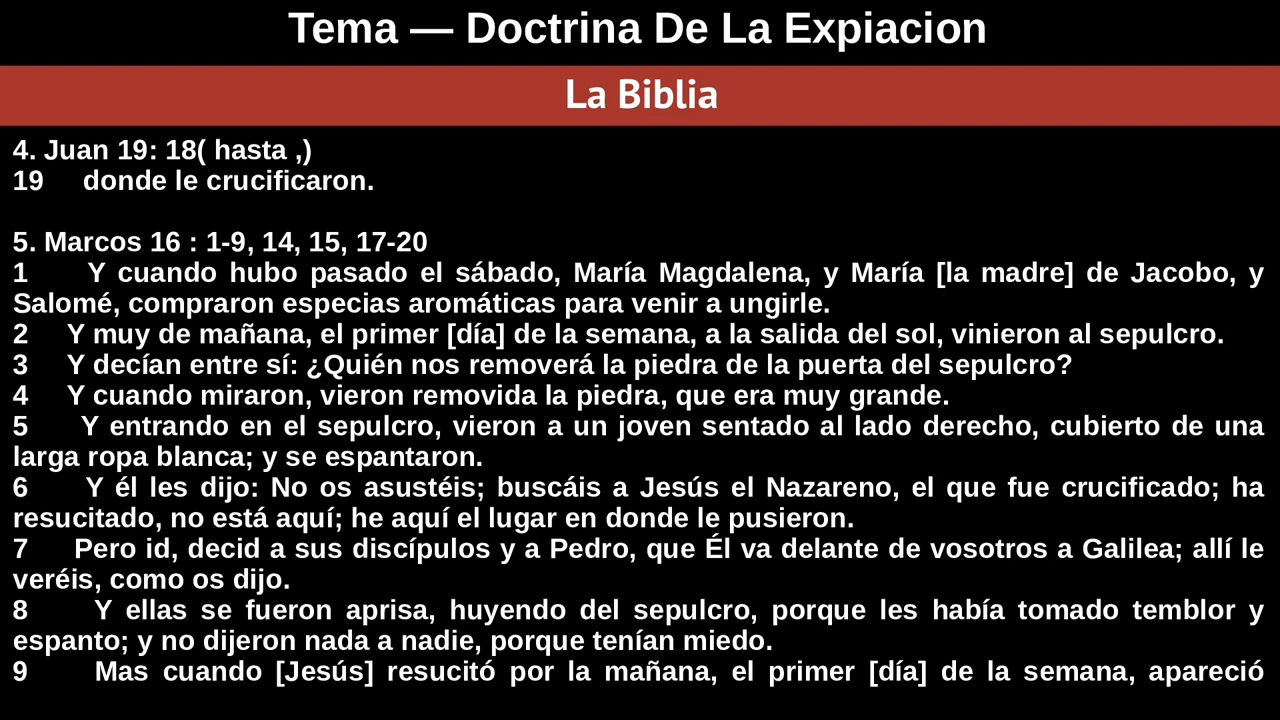 Tema — Doctrina De La Expiacion
La Biblia
4. Juan 19: 18( hasta ,)
19 donde le crucificaron.
5. Marcos 16 : 1-9, 14, 15, 17-20
1 Y cuando hubo pasado el sábado, María Magdalena, y María [la madre] de Jacobo, y
Salomé, compraron especias aromáticas para venir a ungirle.
2 Y muy de mañana, el primer [día] de la semana, a la salida del sol, vinieron al sepulcro.
3 Y decían entre sí: ¿Quién nos removerá la piedra de la puerta del sepulcro?
4 Y cuando miraron, vieron removida la piedra, que era muy grande.
5 Y entrando en el sepulcro, vieron a un joven sentado al lado derecho, cubierto de una
larga ropa blanca; y se espantaron.
6 Y él les dijo: No os asustéis; buscáis a Jesús el Nazareno, el que fue crucificado; ha
resucitado, no está aquí; he aquí el lugar en donde le pusieron.
7 Pero id, decid a sus discípulos y a Pedro, que Él va delante de vosotros a Galilea; allí le
veréis, como os dijo.
8 Y ellas se fueron aprisa, huyendo del sepulcro, porque les había tomado temblor y
espanto; y no dijeron nada a nadie, porque tenían miedo.
9 Mas cuando [Jesús] resucitó por la mañana, el primer [día] de la semana, apareció